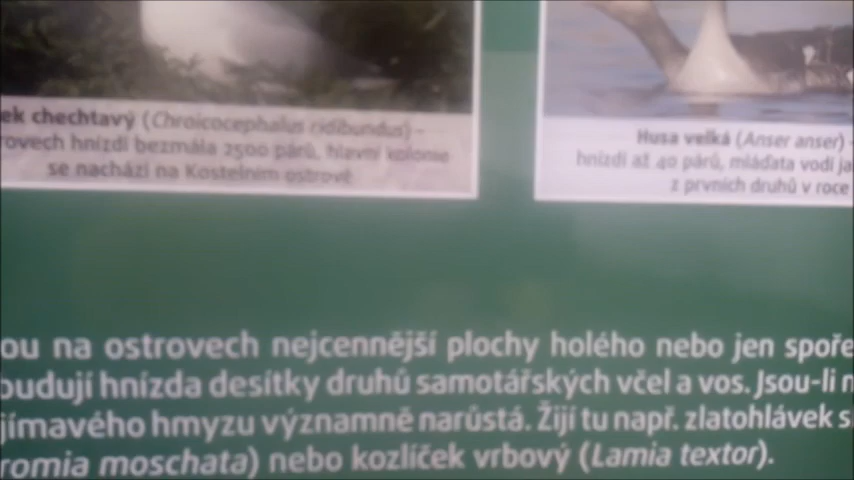 ek chechtavý (Chroicocephalus ridibundus) –
rovech hnízdí bezmála 2500 párů, hlavní kolonie
se nachází na Kostelním ostrově
Husa velká (Anser anser)
hnízdí až 40 párů, mláďata vodí ja
z prvních druhů v roce
ou na ostrovech nejcennější plochy holého nebo jen spoře
budují hnízda desítky druhů samotářských včel a vos. Jsou-li
jímavého hmyzu významně narůstá. Žijí tu např. zlatohlávek
romia moschata) nebo kozlíček vrbový (Lamia textor).